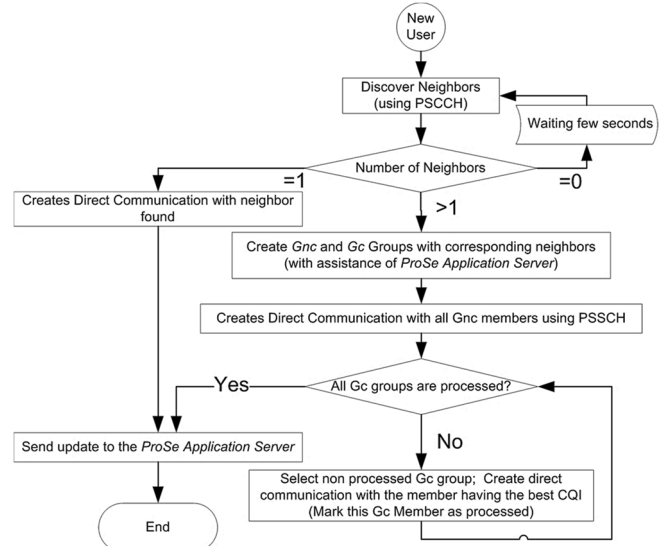 New
User
Discover Neighbors
(using PSCCH)
Waiting few seconds
Number of Neighbors
=1
=0
>1
Creates Direct Communication with neighbor
found
Create Gnc and Gc Groups with corresponding neighbors
(with assistance of ProSe Application Server)
Creates Direct Communication with all Gnc members using PSSCH
All Gc groups are processed?
Yes
No
Send update to the ProSe Application Server
Select non processed Gc group; Create direct
communication with the member having the best CQI
(Mark this Gc Member as processed)
End